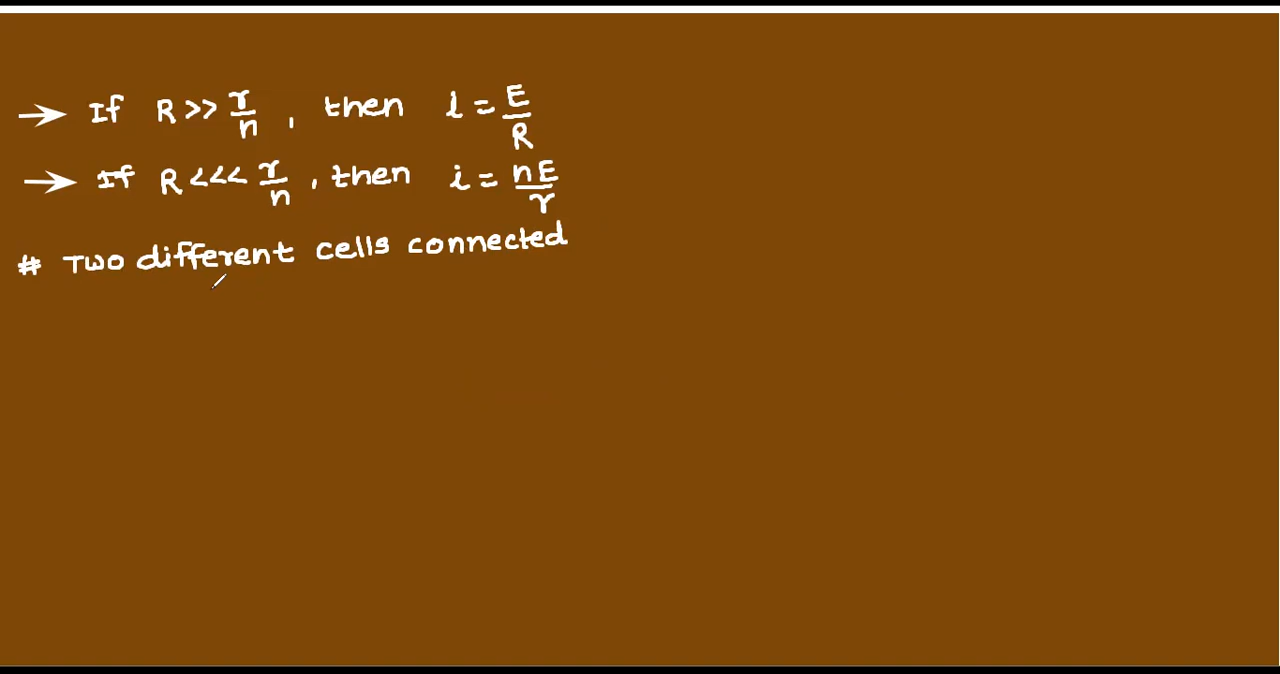 → If R >> r/n , then i = E/R
→ If R <<< r/n , then i = nE/r
# Two different cells connected